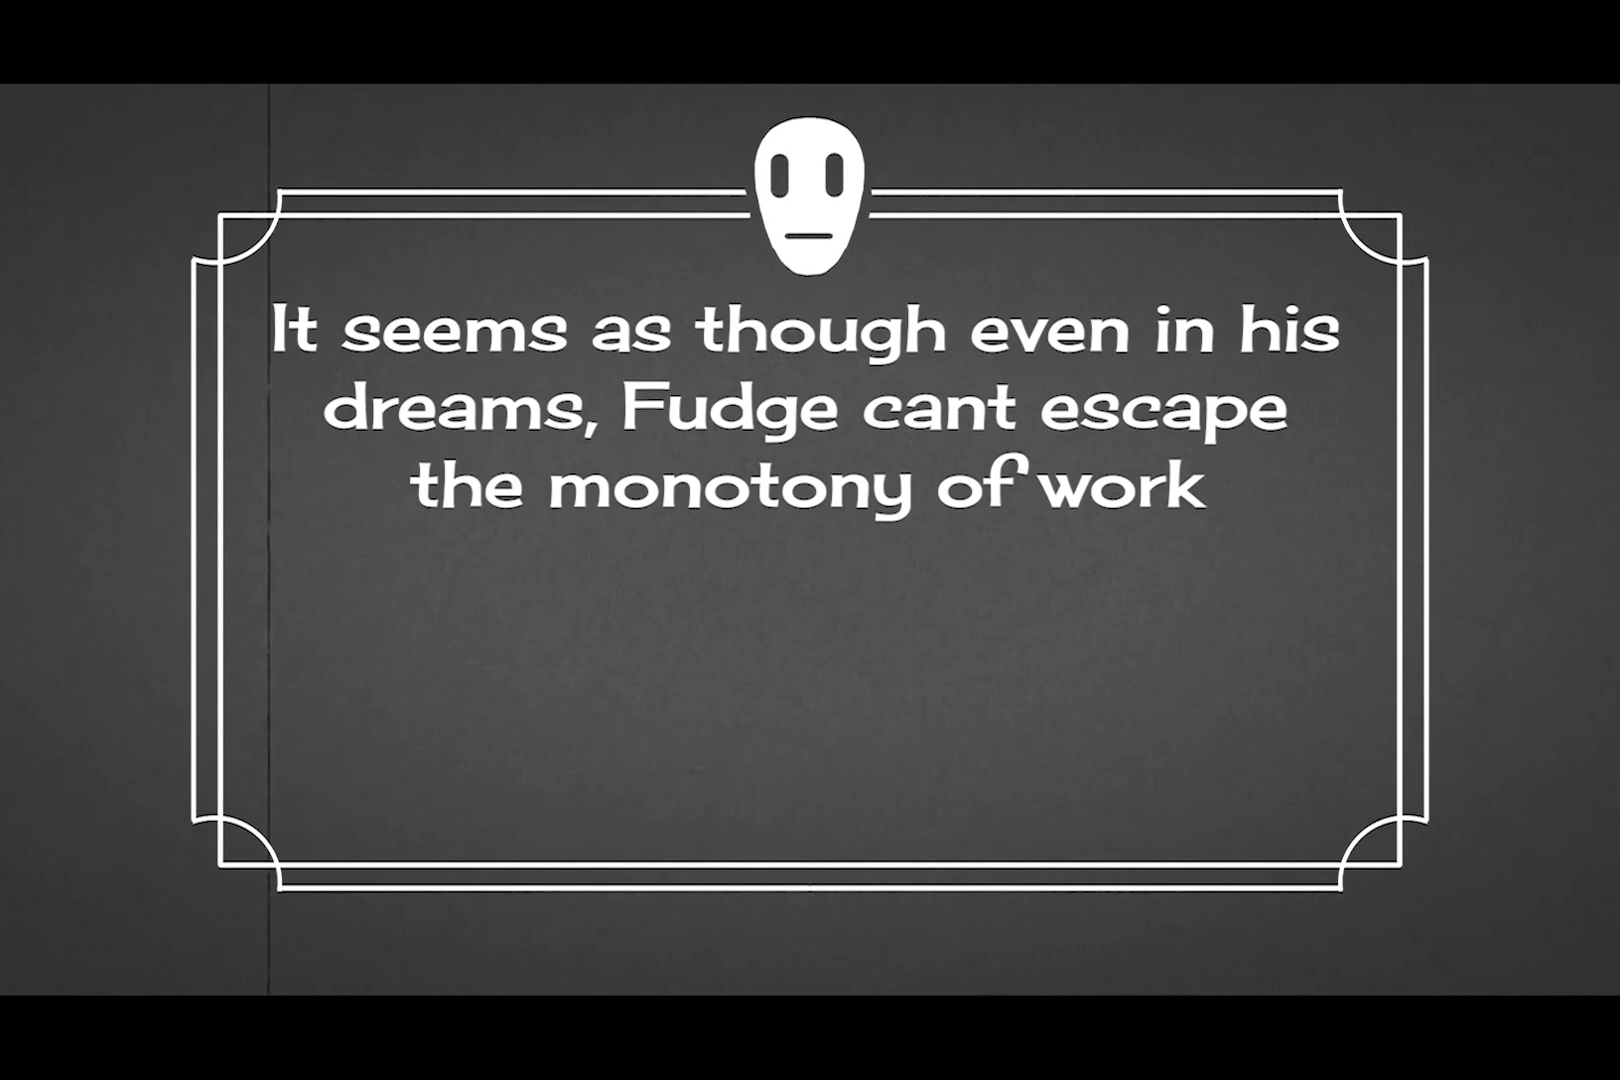 It seems as though even in his
dreams, Fudge cant escape
the monotony of work